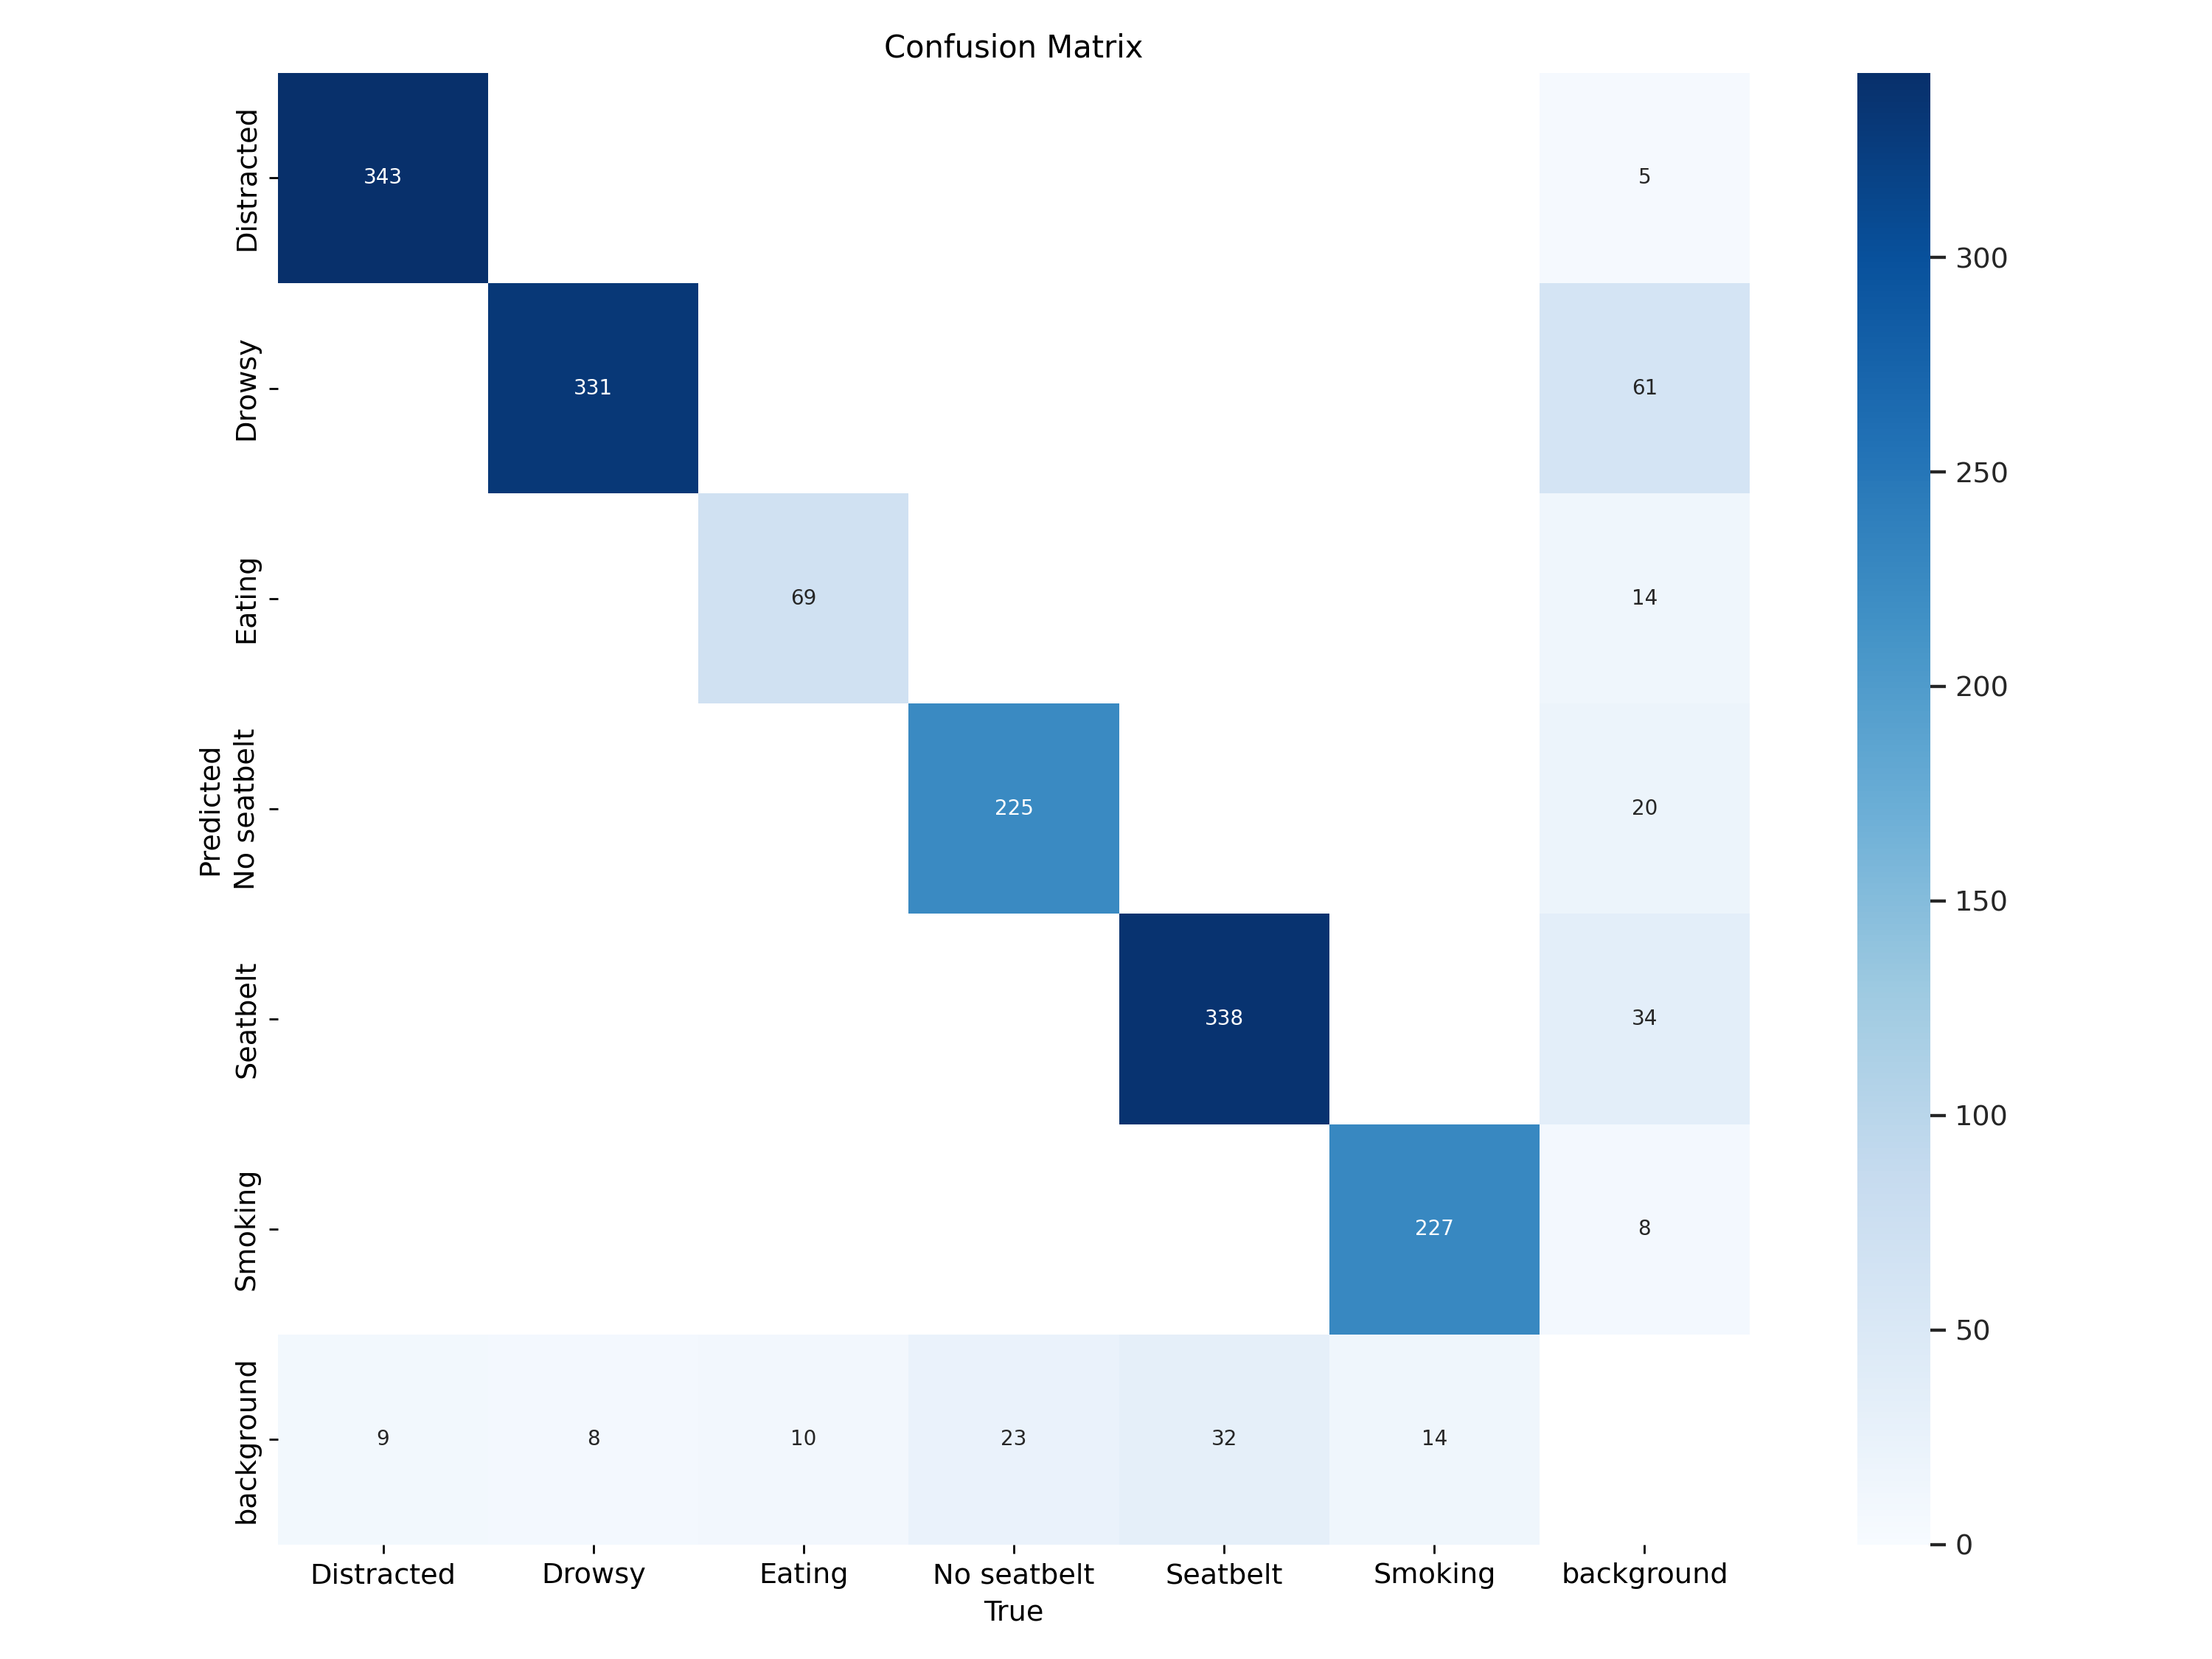 Confusion Matrix
Distracted
343
5
300
Drowsy
331
61
250
Eating
69
14
200
Predicted
No seatbelt
225
20
150
Seatbelt
338
34
100
Smoking
227
8
50
background
9
8
10
23
32
14
0
Distracted
Drowsy
Eating
No seatbelt
Seatbelt
Smoking
background
True